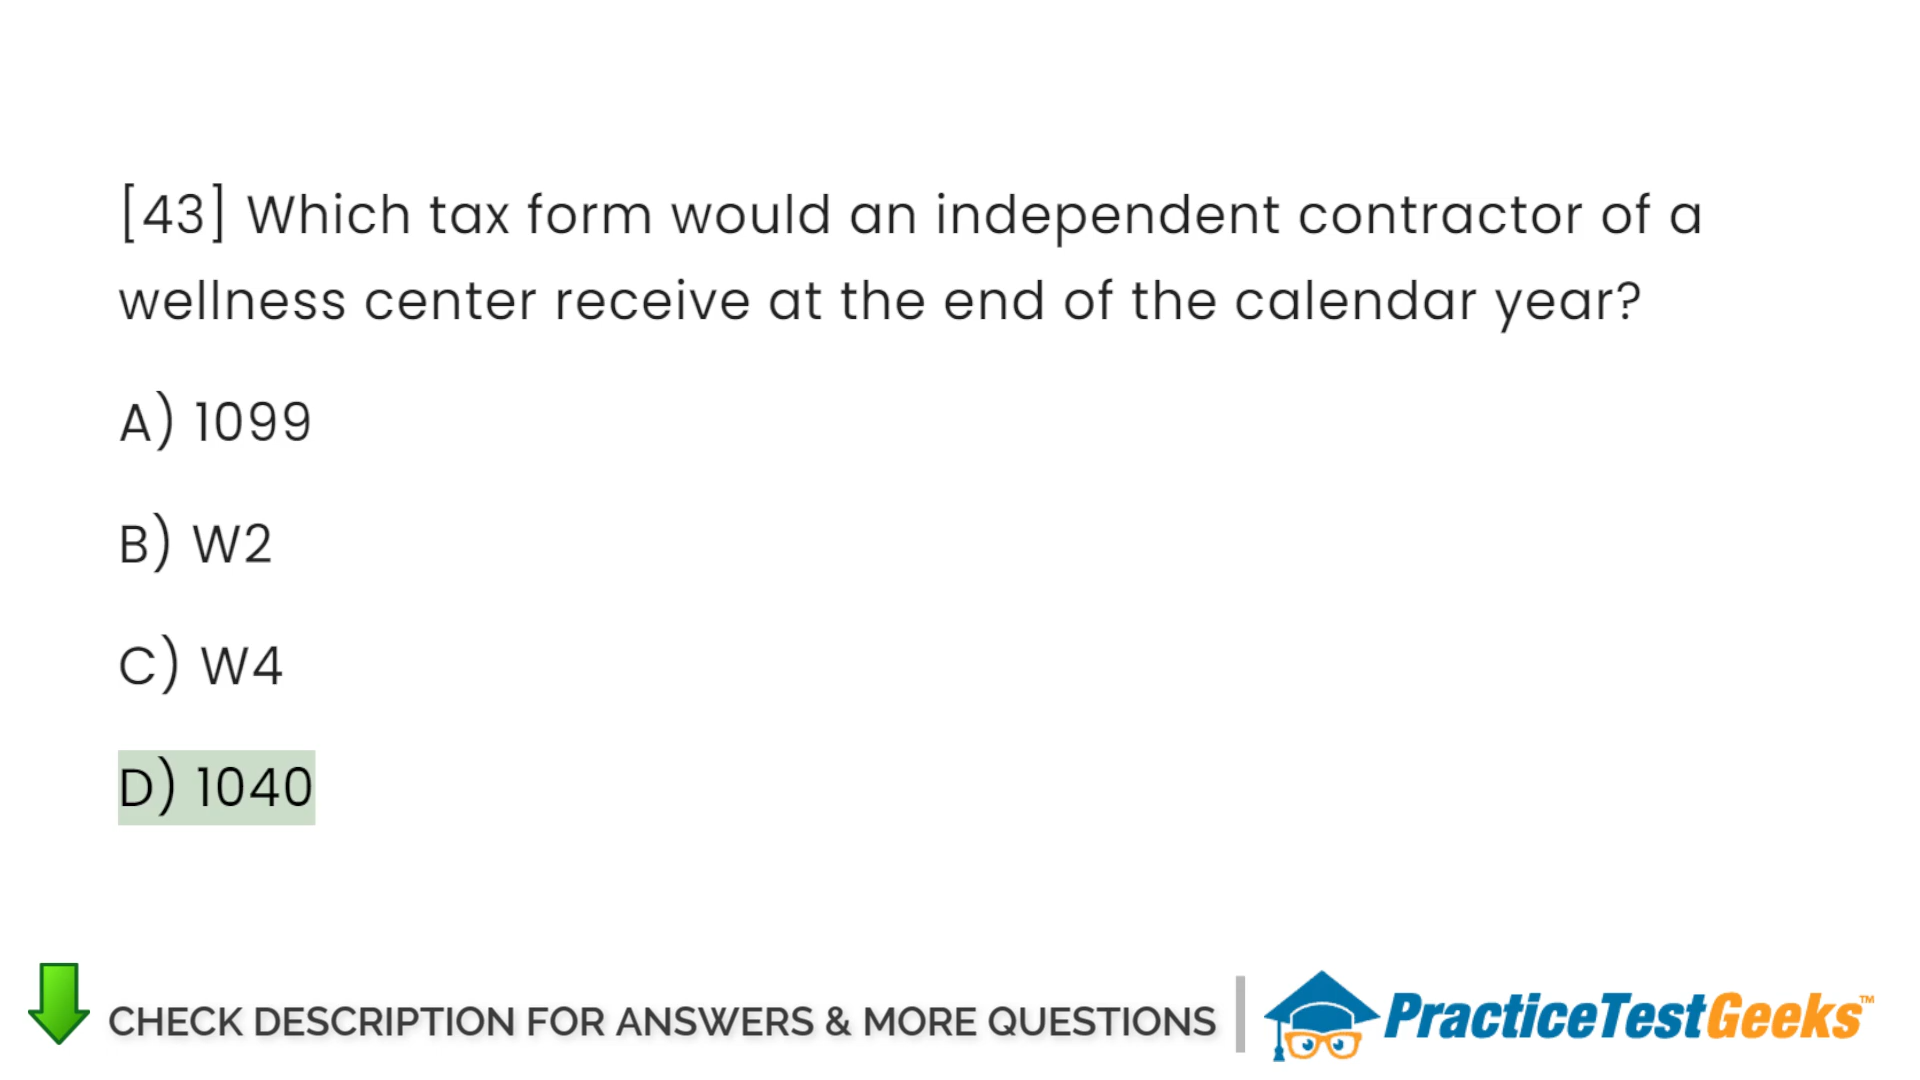 [43] Which tax form would an independent contractor of a
wellness center receive at the end of the calendar year?
A) 1099
B) W2
C) W4
D) 1040
CHECK DESCRIPTION FOR ANSWERS & MORE QUESTIONS
PracticeTestGeeks™